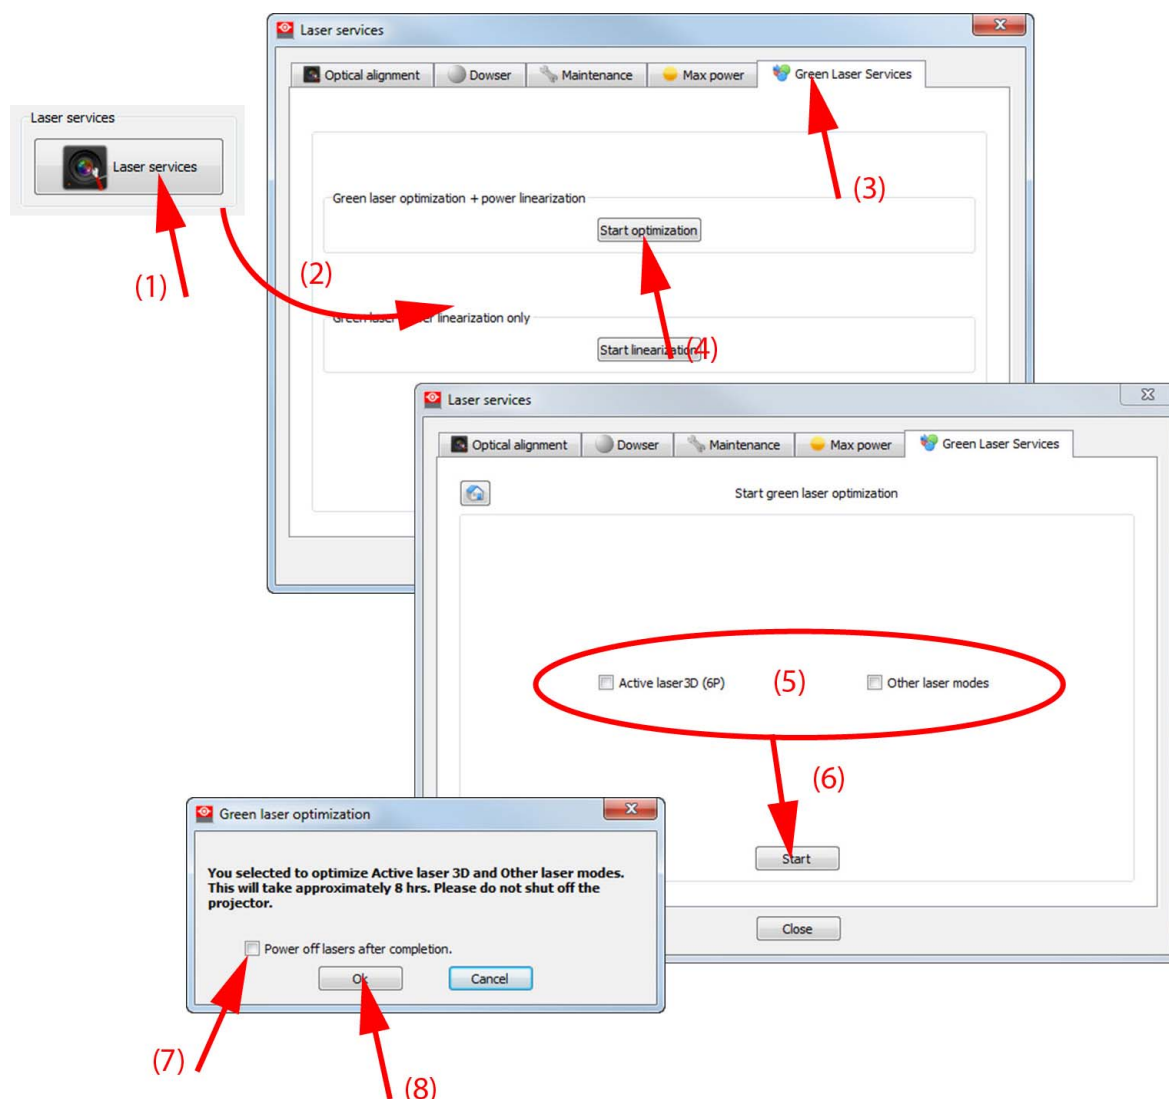 Laser services
Optical alignment
Dowser
Maintenance
Max power
Green Laser Services
Laser services
Laser services
(1)
(2)
(3)
Green laser optimization + power linearization
Start optimization
Green laser linearization only
Start linearization
(4)
Laser services
Optical alignment
Dowser
Maintenance
Max power
Green Laser Services
Start green laser optimization
Active laser3D (6P)
(5)
Other laser modes
(6)
Start
Close
Green laser optimization
You selected to optimize Active laser 3D and Other laser modes.
This will take approximately 8 hrs. Please do not shut off the
projector.
Power off lasers after completion.
Ok
Cancel
(7)
(8)